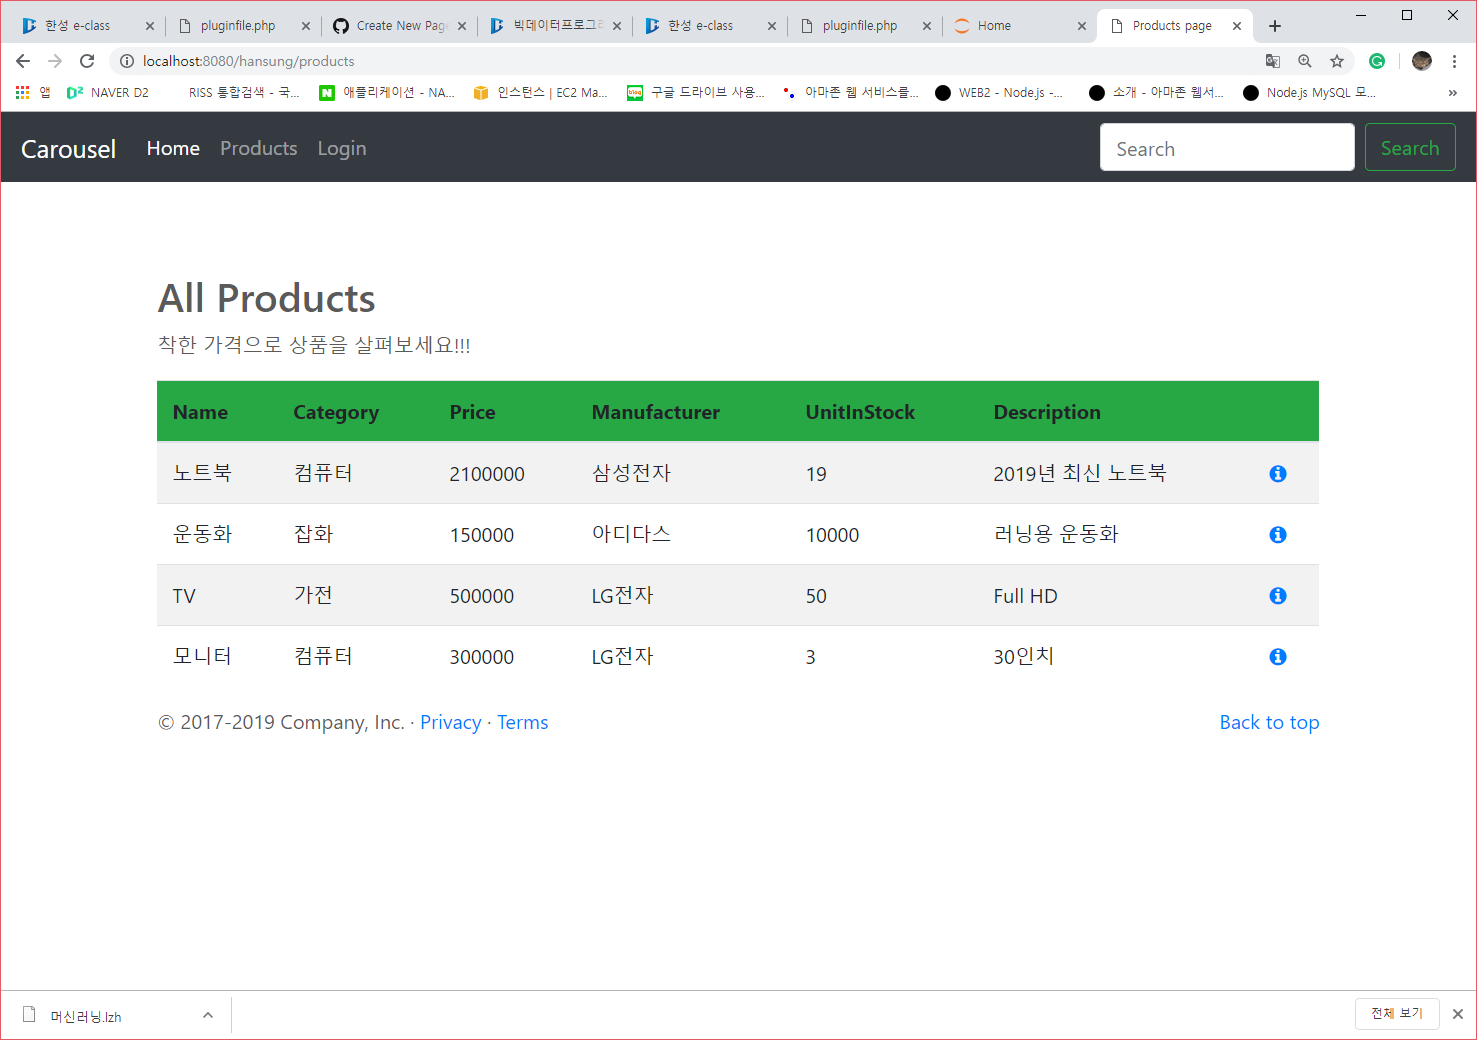 한성 e-class
pluginfile.php
Create New Page
빅데이터프로그라
한성 e-class
pluginfile.php
Home
Products page
localhost:8080/hansung/products
앱
NAVER D2
RISS 통합검색 - 국...
애플리케이션 - NA...
인스턴스 | EC2 Ma...
구글 드라이브 사용...
아마존 웹 서비스를...
WEB2 - Node.js -...
소개 - 아마존 웹서...
Node.js MySQL 모...
Carousel Home Products Login Search Search
All Products
착한 가격으로 상품을 살펴보세요!!!
Name Category Price Manufacturer UnitInStock Description
노트북 컴퓨터 2100000 삼성전자 19 2019년 최신 노트북
운동화 잡화 150000 아디다스 10000 러닝용 운동화
TV 가전 500000 LG전자 50 Full HD
모니터 컴퓨터 300000 LG전자 3 30인치
© 2017-2019 Company, Inc. · Privacy · Terms Back to top
머신러닝.lzh 전체 보기